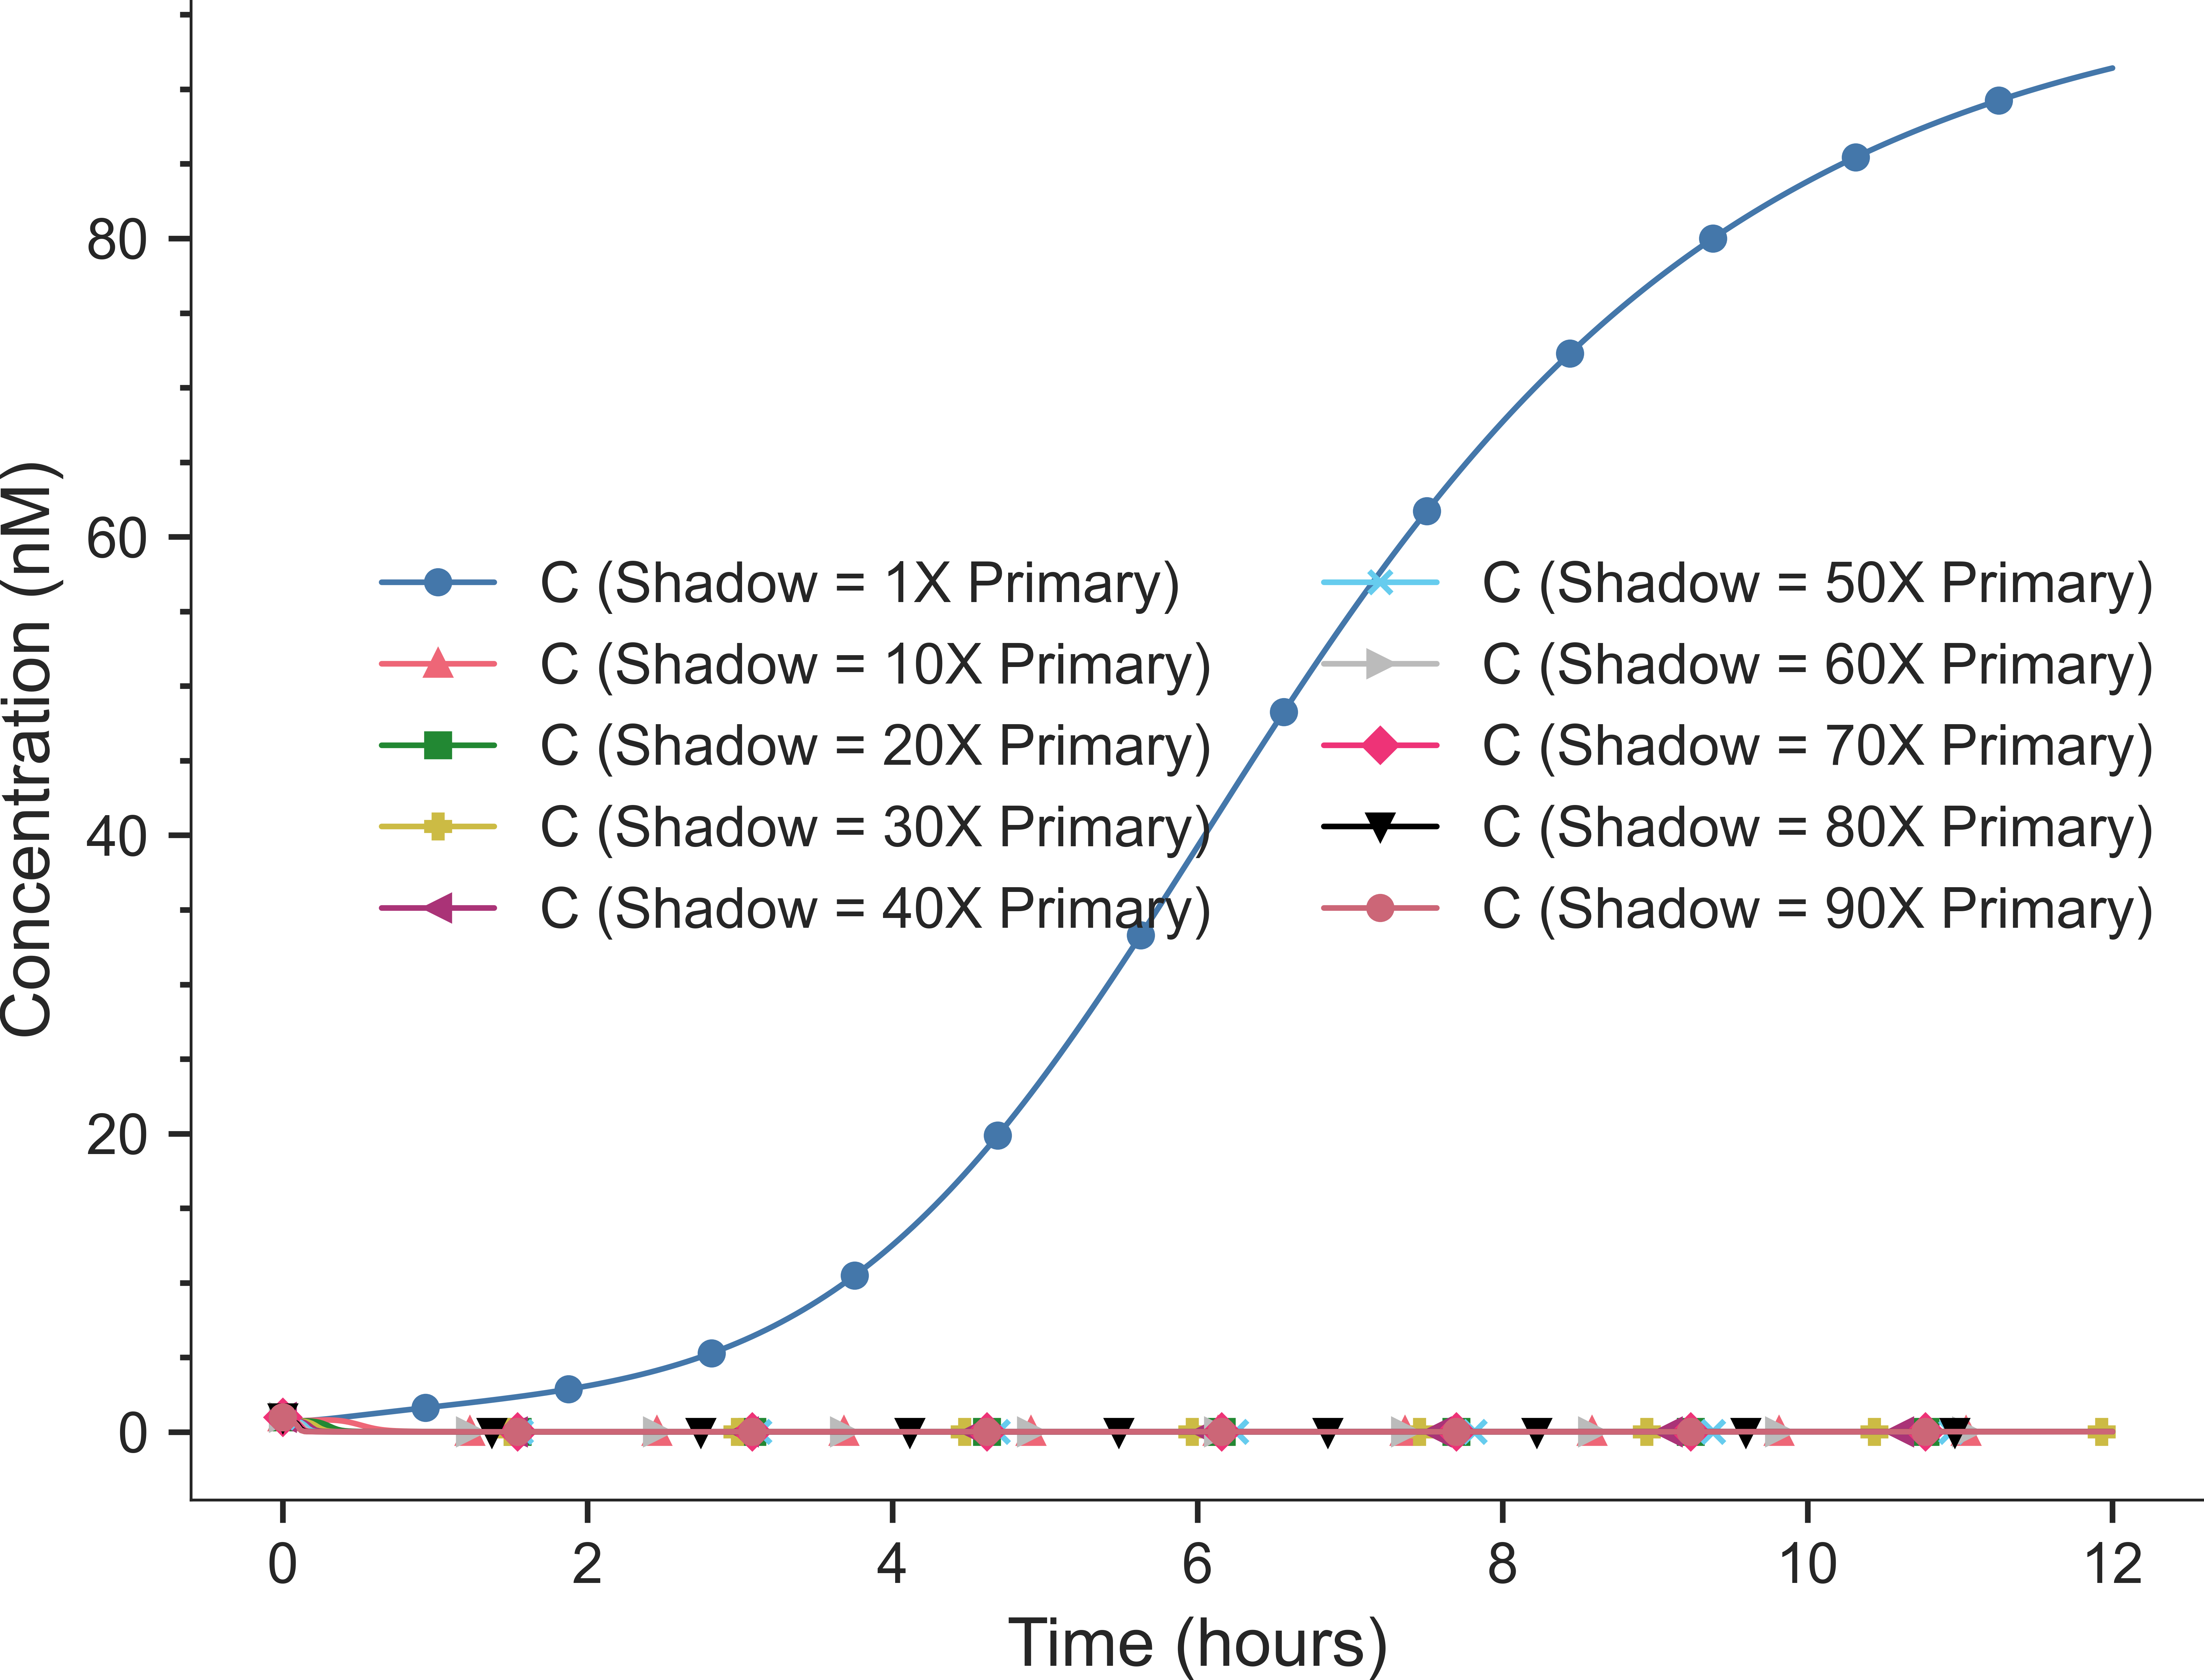 Concentration (nM)
80
60
40
20
0
C (Shadow = 1X Primary)
C (Shadow = 10X Primary)
C (Shadow = 20X Primary)
C (Shadow = 30X Primary)
C (Shadow = 40X Primary)
C (Shadow = 50X Primary)
C (Shadow = 60X Primary)
C (Shadow = 70X Primary)
C (Shadow = 80X Primary)
C (Shadow = 90X Primary)
0 2 4 6 8 10 12
Time (hours)